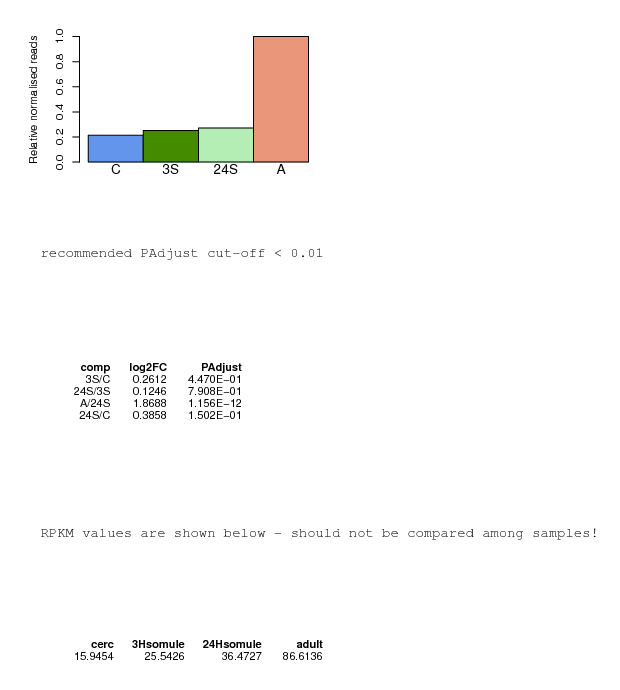 Relative normalised reads
1.0
0.8
0.6
0.4
0.2
0.0
C 3S 24S A
recommended PAdjust cut-off < 0.01
comp log2FC PAdjust
3S/C 0.2612 4.470E-01
24S/3S 0.1246 7.908E-01
A/24S 1.8688 1.156E-12
24S/C 0.3858 1.502E-01
RPKM values are shown below - should not be compared among samples!
cerc 3Hsomule 24Hsomule adult
15.9454 25.5426 36.4727 86.6136